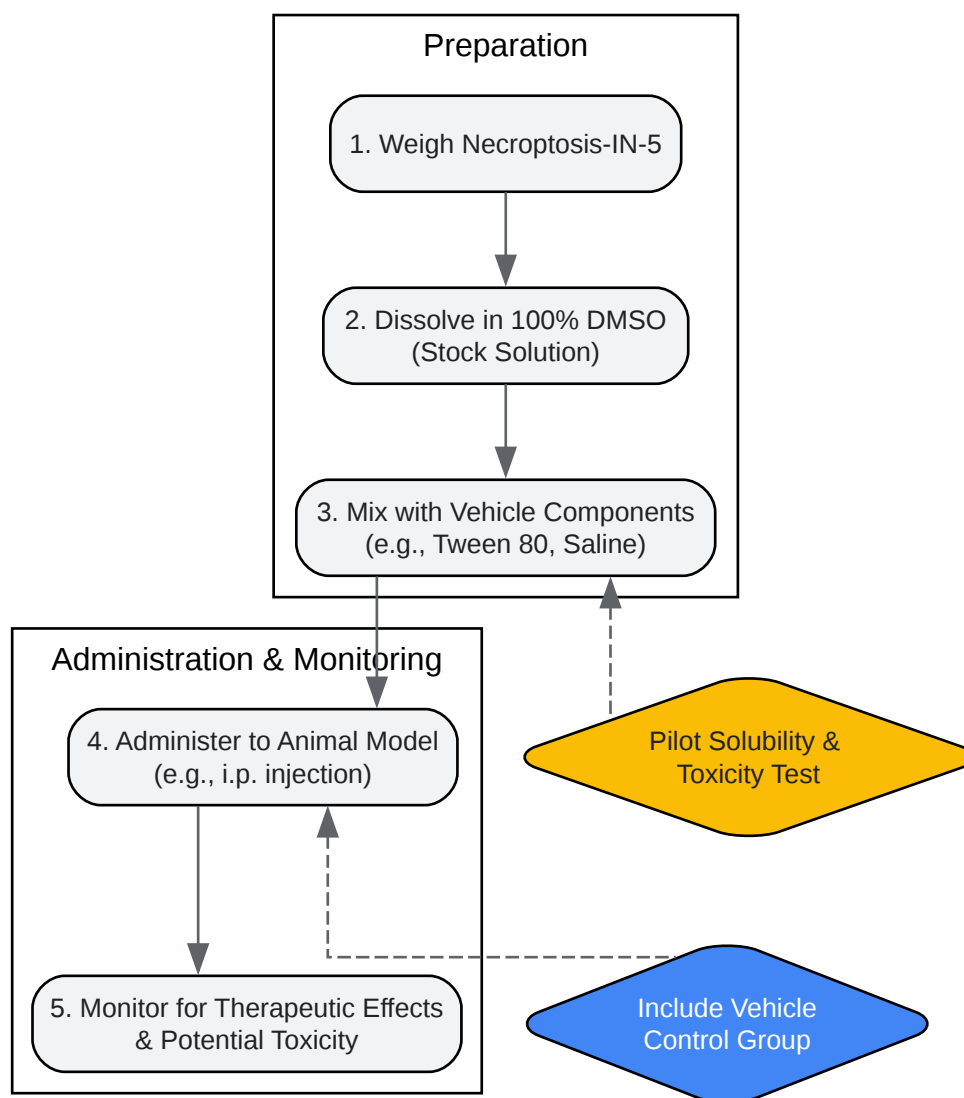 Preparation
1. Weigh Necroptosis-IN-5
2. Dissolve in 100% DMSO
(Stock Solution)
3. Mix with Vehicle Components
(e.g., Tween 80, Saline)
Administration & Monitoring
4. Administer to Animal Model
(e.g., i.p. injection)
Pilot Solubility &
Toxicity Test
5. Monitor for Therapeutic Effects
& Potential Toxicity
Include Vehicle
Control Group